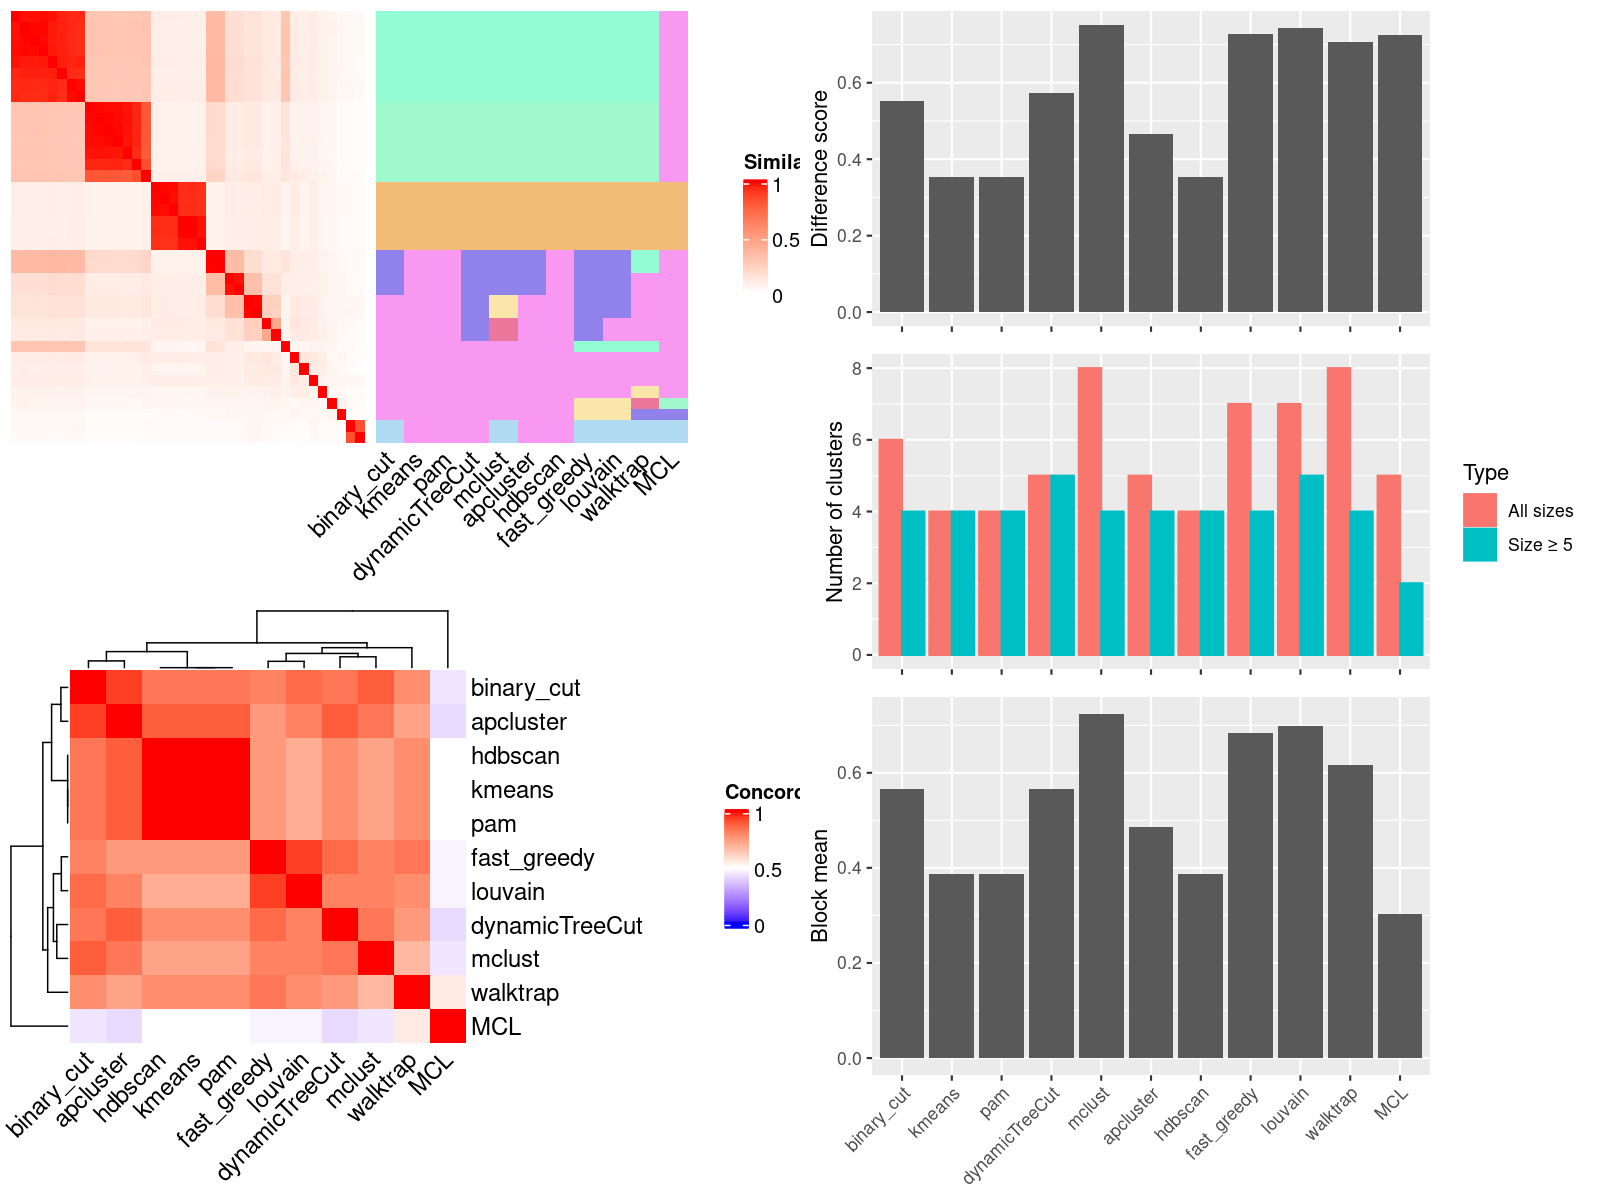 Simila
1
0.5
0
binary_cut
kmeans
pam
dynamicTreeCut
mclust
apcluster
hdbscan
fast_greedy
louvain
walktrap
MCL
binary_cut
apcluster
hdbscan
kmeans
pam
fast_greedy
louvain
dynamicTreeCut
mclust
walktrap
MCL
Concord
1
0.5
0
binary_cut
apcluster
hdbscan
kmeans
pam
fast_greedy
louvain
dynamicTreeCut
mclust
walktrap
MCL
Difference score
0.6
0.4
0.2
0.0
Number of clusters
8
6
4
2
0
Type
All sizes
Size ≥ 5
Block mean
0.6
0.4
0.2
0.0
binary_cut
kmeans
pam
dynamicTreeCut
mclust
apcluster
hdbscan
fast_greedy
louvain
walktrap
MCL